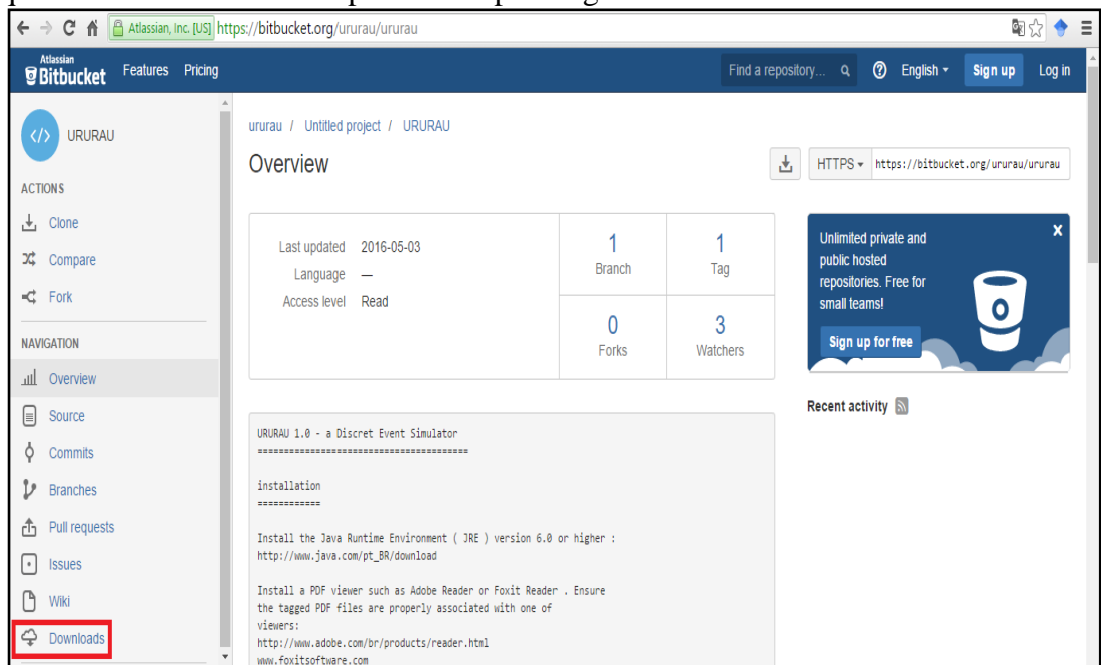 Atlassian, Inc. [US] https://bitbucket.org/ururau/ururau
Atlassian
Bitbucket Features Pricing Find a repository... English Sign up Log in
URURAU
ururau / Untitled project / URURAU
Overview
HTTPS https://bitbucket.org/ururau/ururau
ACTIONS
Clone
Compare
Fork
NAVIGATION
Overview
Source
Commits
Branches
Pull requests
Issues
Wiki
Downloads
Last updated 2016-05-03
Language —
Access level Read
1
Branch
1
Tag
0
Forks
3
Watchers
Unlimited private and
public hosted
repositories. Free for
small teams!
x
Sign up for free
Recent activity
URURAU 1.0 - a Discret Event Simulator
========================================
installation
============
Install the Java Runtime Environment ( JRE ) version 6.0 or higher :
http://www.java.com/pt_BR/download
Install a PDF viewer such as Adobe Reader or Foxit Reader . Ensure
the tagged PDF files are properly associated with one of
viewers:
http://www.adobe.com/br/products/reader.html
www.foxitsoftware.com